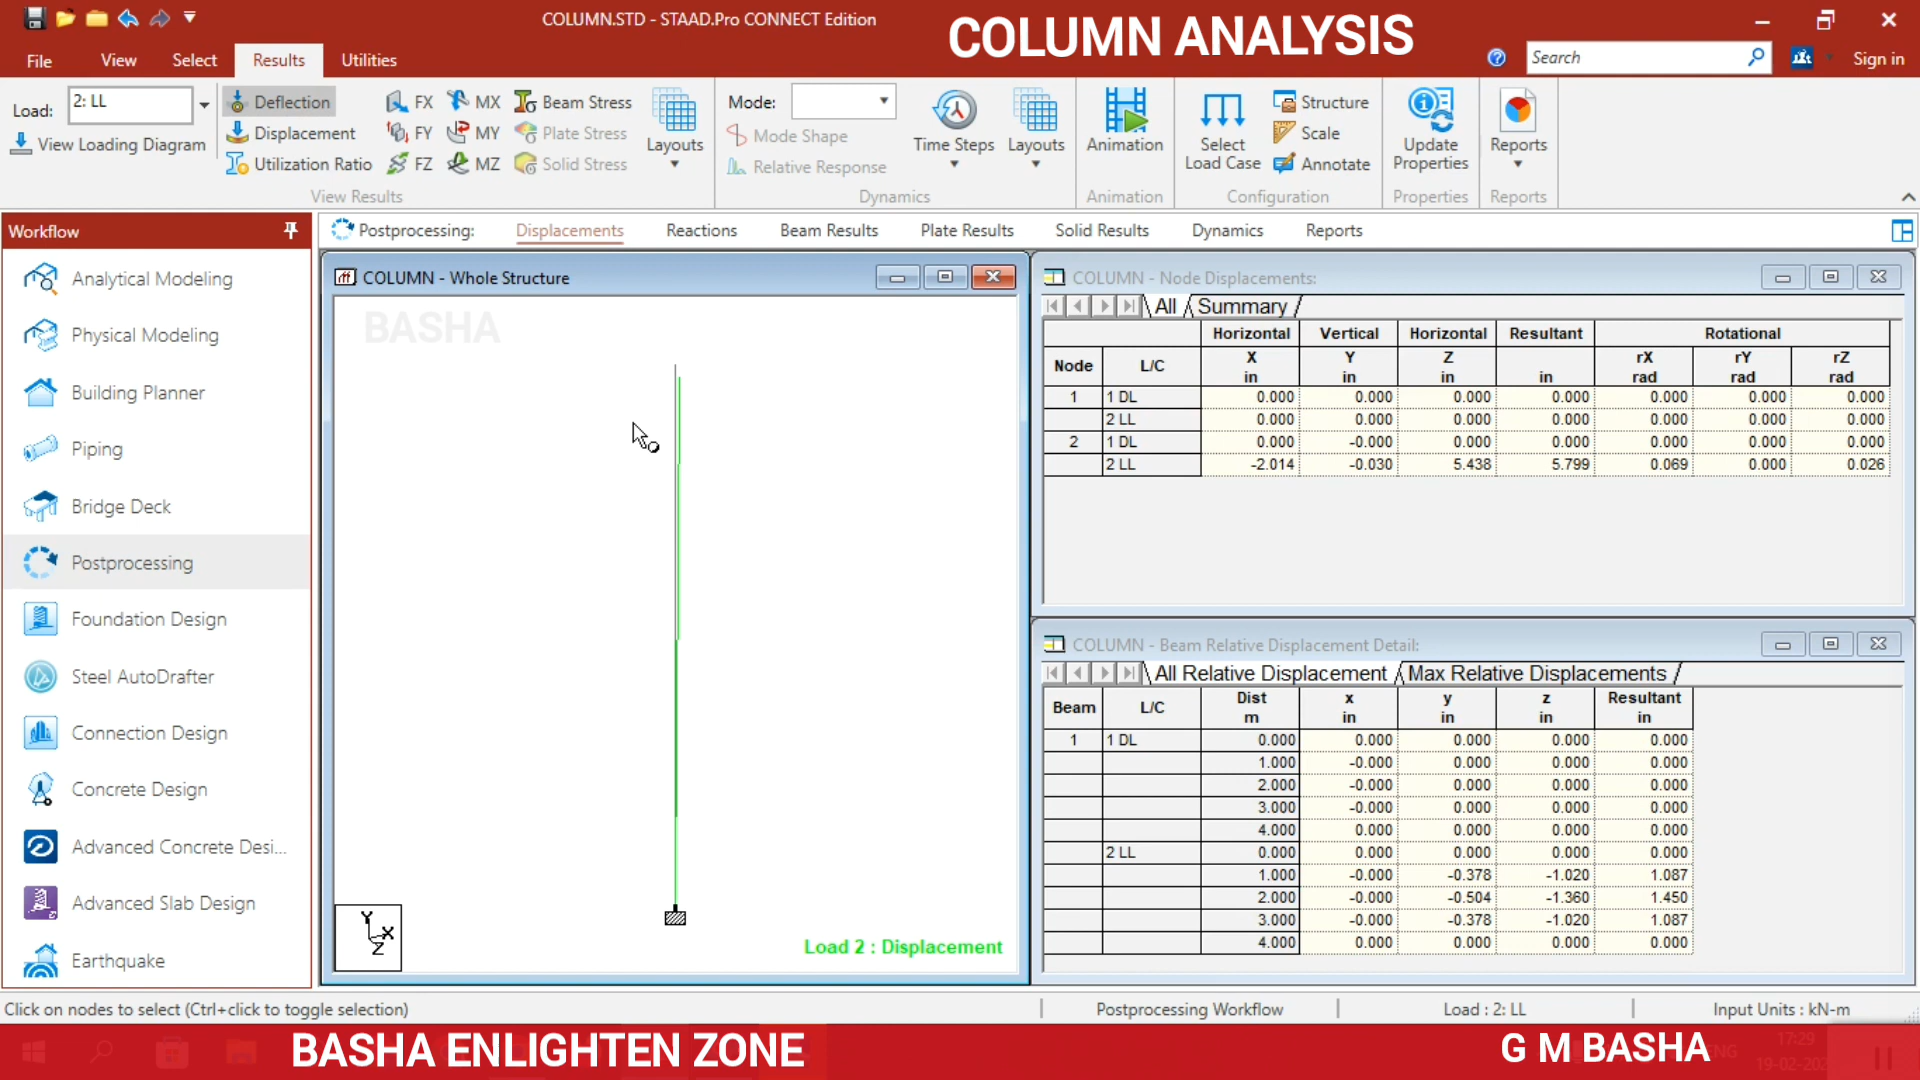 COLUMN.STD - STAAD.Pro CONNECT Edition
COLUMN ANALYSIS
File View Select Results Utilities
Search
Sign in
Load: 2: LL
View Loading Diagram
Deflection
Displacement
Utilization Ratio
FX MX Beam Stress
FY MY Plate Stress
FZ MZ Solid Stress
Layouts
View Results
Mode:
Mode Shape
Relative Response
Time Steps
Layouts
Dynamics
Animation
Animation
Select
Load Case
Structure
Scale
Annotate
Configuration
Update
Properties
Properties
Reports
Reports
Workflow
Analytical Modeling
Physical Modeling
Building Planner
Piping
Bridge Deck
Postprocessing
Foundation Design
Steel AutoDrafter
Connection Design
Concrete Design
Advanced Concrete Desi...
Advanced Slab Design
Earthquake
Postprocessing: Displacements Reactions Beam Results Plate Results Solid Results Dynamics Reports
COLUMN - Whole Structure
BASHA
Y
X
Z
Load 2 : Displacement
COLUMN - Node Displacements:
All Summary
Horizontal Vertical Horizontal Resultant Rotational
Node L/C X Y Z rX rY rZ
in in in in rad rad rad
1 1 DL 0.000 0.000 0.000 0.000 0.000 0.000 0.000
2 LL 0.000 0.000 0.000 0.000 0.000 0.000 0.000
2 1 DL 0.000 -0.000 0.000 0.000 0.000 0.000 0.000
2 LL -2.014 -0.030 5.438 5.799 0.069 0.000 0.026
COLUMN - Beam Relative Displacement Detail:
All Relative Displacement Max Relative Displacements
Beam L/C Dist x y z Resultant
m in in in in
1 1 DL 0.000 0.000 0.000 0.000 0.000
1.000 -0.000 0.000 0.000 0.000
2.000 -0.000 0.000 0.000 0.000
3.000 -0.000 0.000 0.000 0.000
4.000 0.000 0.000 0.000 0.000
2 LL 0.000 0.000 0.000 0.000 0.000
1.000 -0.000 -0.378 -1.020 1.087
2.000 -0.000 -0.504 -1.360 1.450
3.000 -0.000 -0.378 -1.020 1.087
4.000 0.000 0.000 0.000 0.000
Click on nodes to select (Ctrl+click to toggle selection)
Postprocessing Workflow
Load : 2: LL
Input Units : kN-m
BASHA ENLIGHTEN ZONE
G M BASHA
17:29